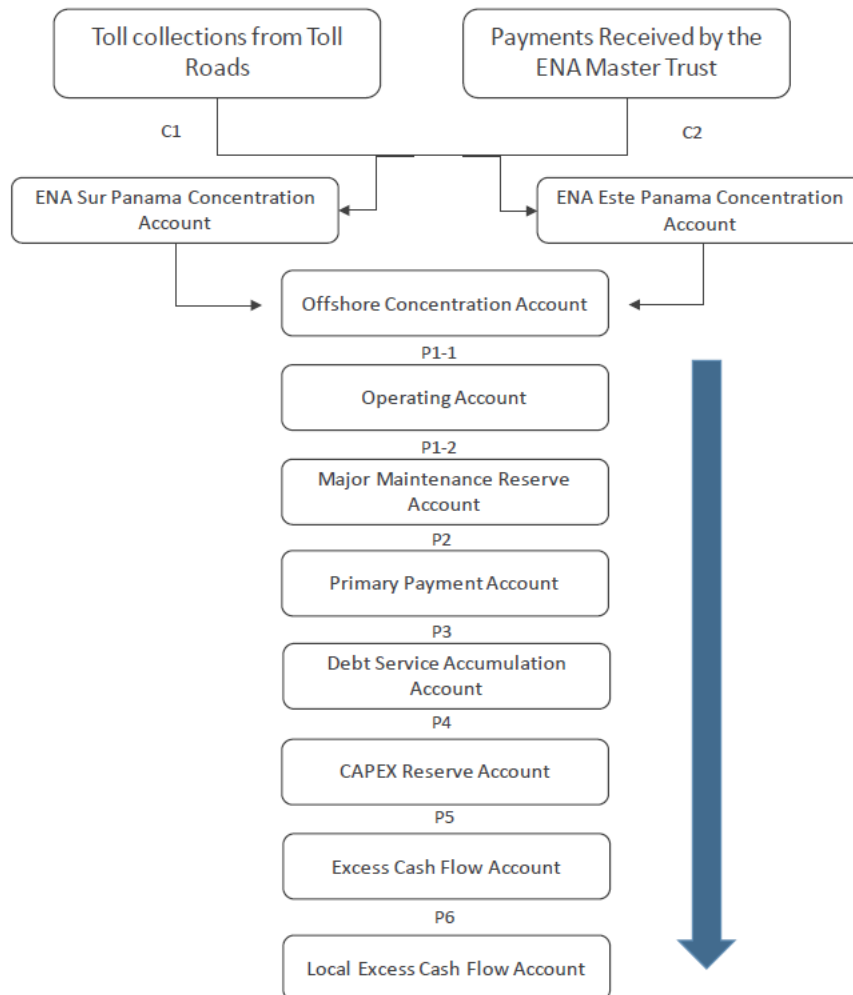 Toll collections from Toll
Roads
Payments Received by the
ENA Master Trust
C1
C2
ENA Sur Panama Concentration
Account
ENA Este Panama Concentration
Account
Offshore Concentration Account
P1-1
Operating Account
P1-2
Major Maintenance Reserve
Account
P2
Primary Payment Account
P3
Debt Service Accumulation
Account
P4
CAPEX Reserve Account
P5
Excess Cash Flow Account
P6
Local Excess Cash Flow Account